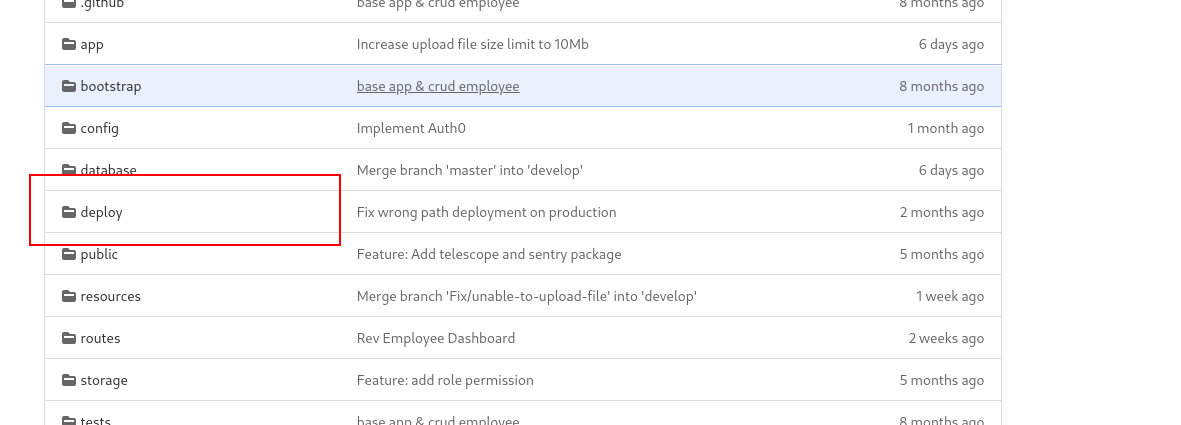 .github base app & crud employee 8 months ago
app Increase upload file size limit to 10Mb 6 days ago
bootstrap base app & crud employee 8 months ago
config Implement Auth0 1 month ago
database Merge branch 'master' into 'develop' 6 days ago
deploy Fix wrong path deployment on production 2 months ago
public Feature: Add telescope and sentry package 5 months ago
resources Merge branch 'Fix/unable-to-upload-file' into 'develop' 1 week ago
routes Rev Employee Dashboard 2 weeks ago
storage Feature: add role permission 5 months ago
tests base app & crud employee 8 months ago